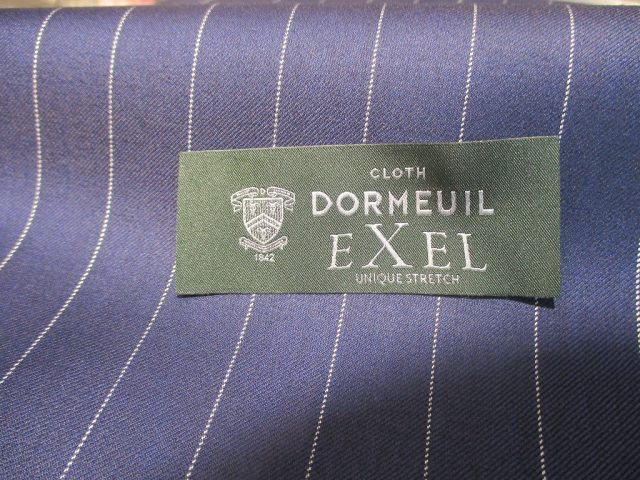 CLOTH
DORMEUIL
EXEL
UNIQUE STRETCH
1842